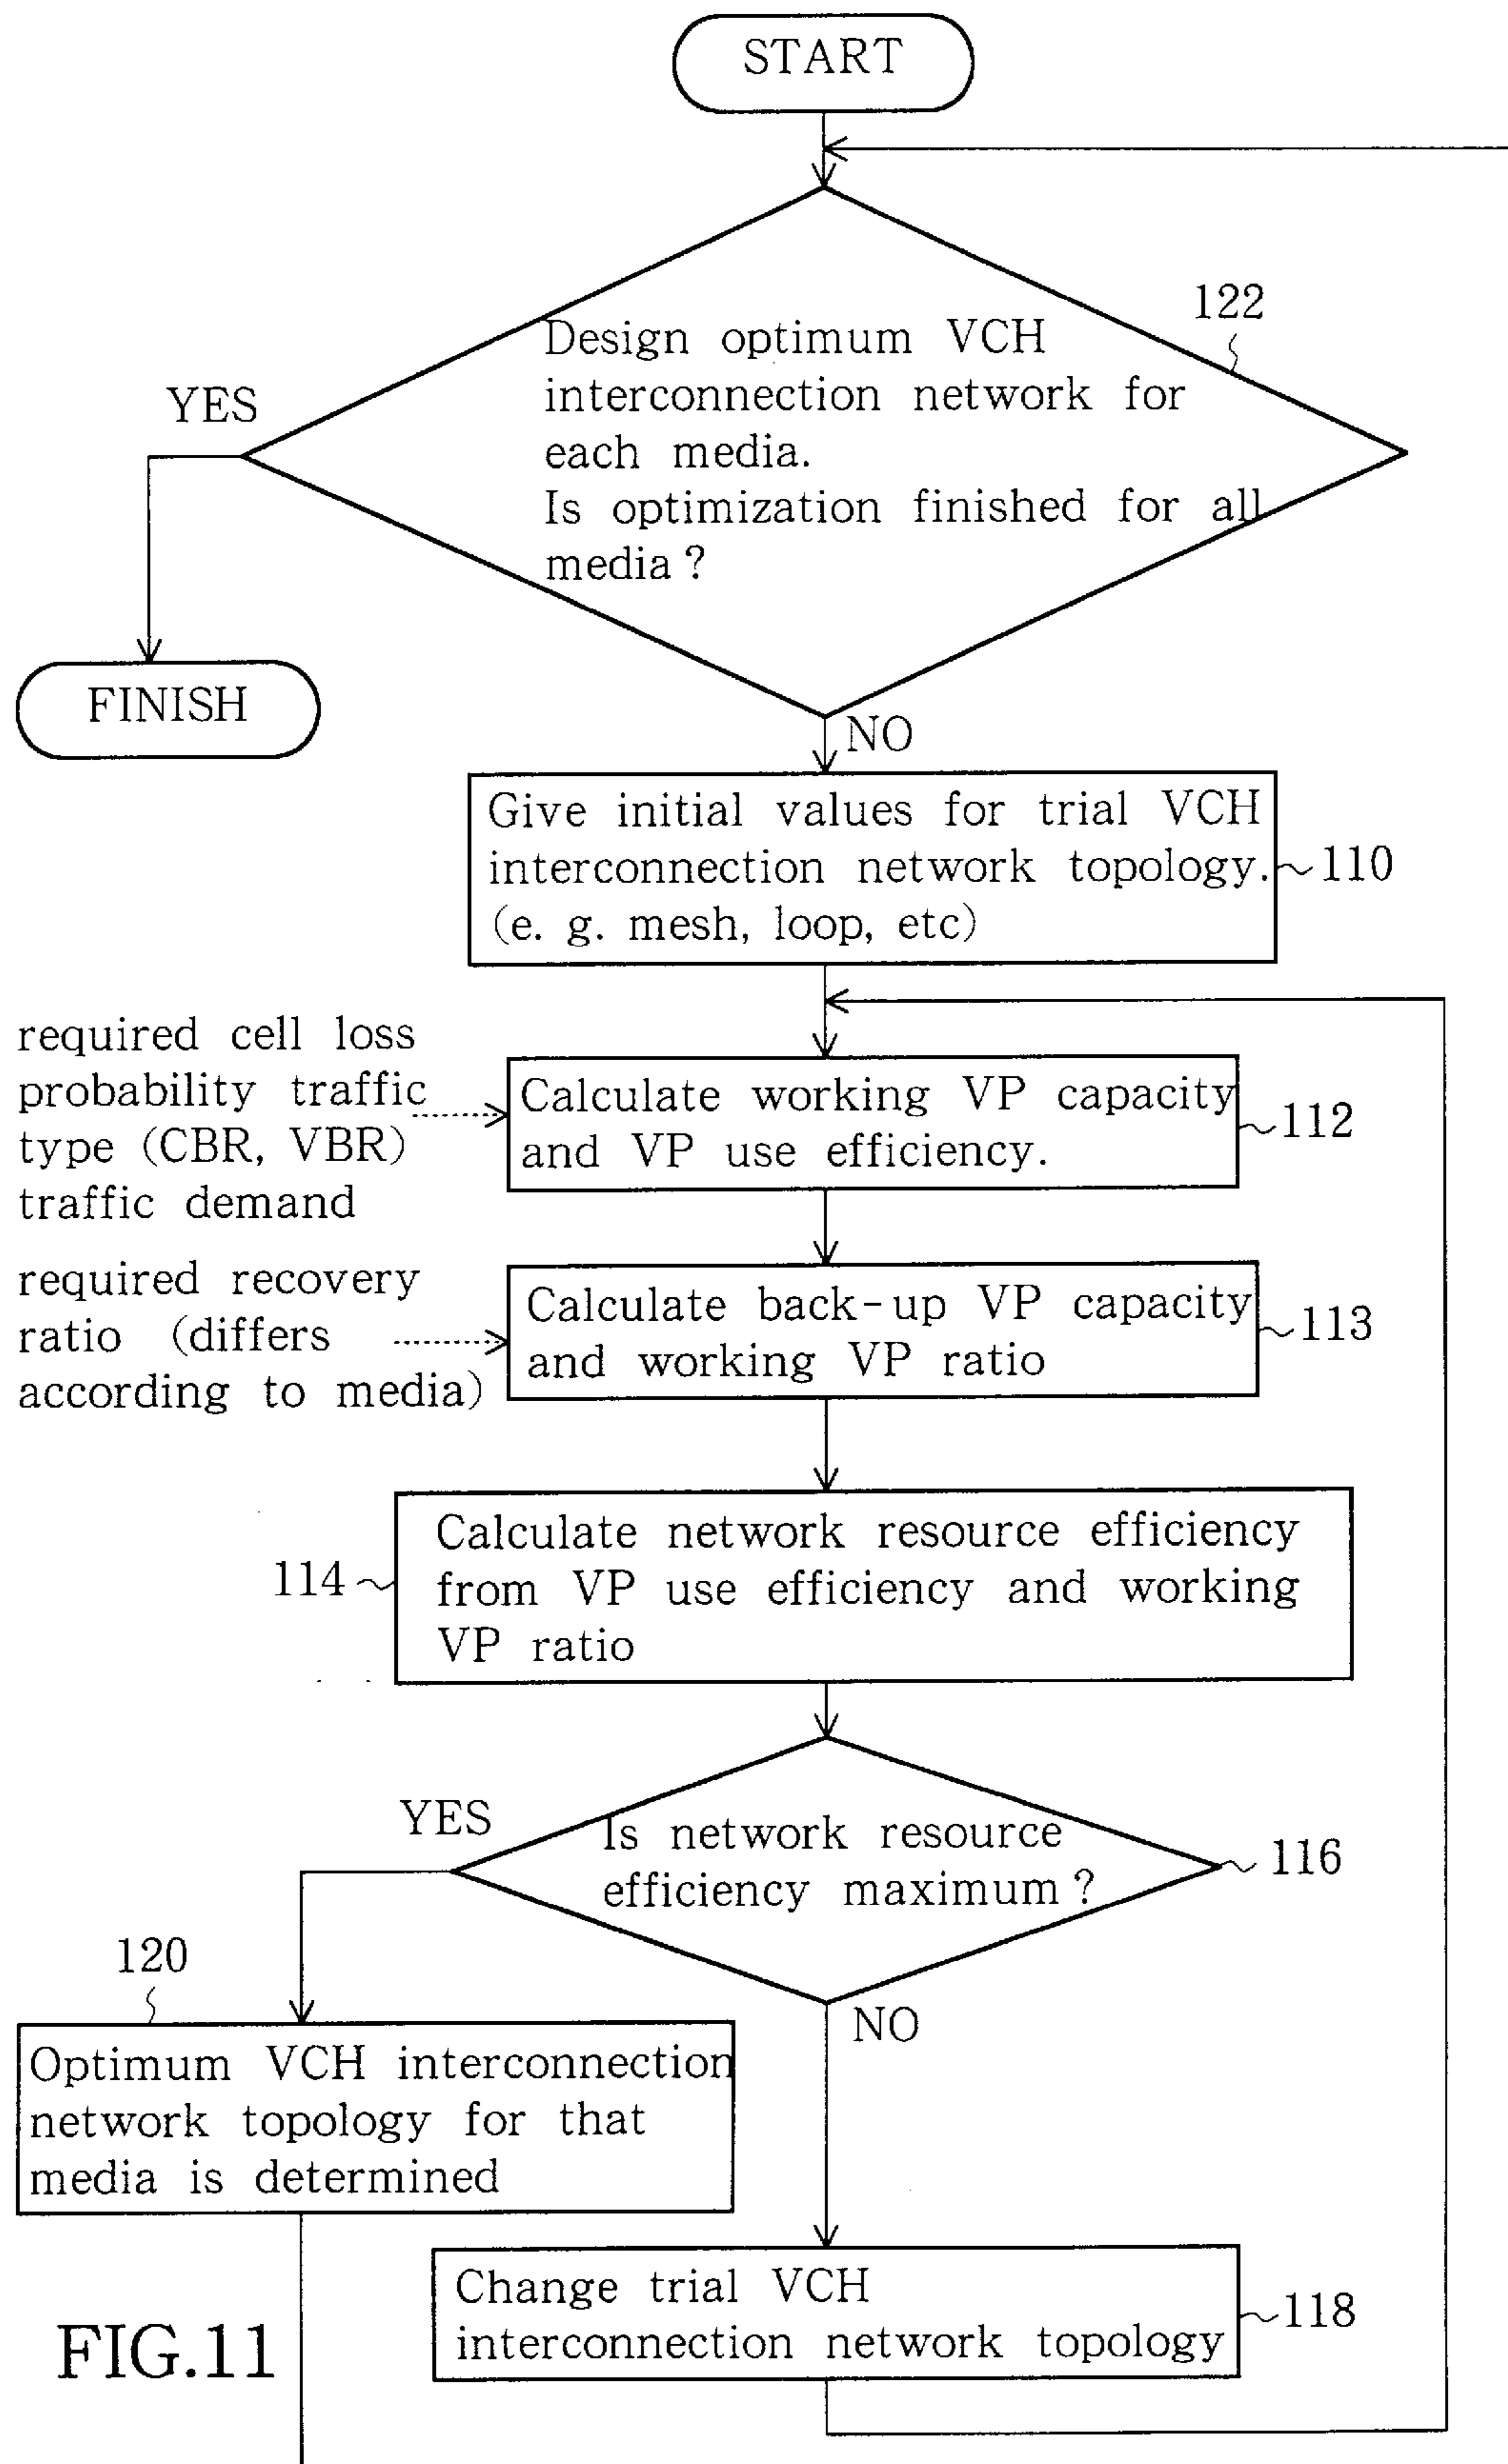 START
122
Design optimum VCH
interconnection network for
each media.
Is optimization finished for all
media ?
YES
FINISH
NO
Give initial values for trial VCH
interconnection network topology.
(e. g. mesh, loop, etc)
110
required cell loss
probability traffic
type (CBR, VBR)
traffic demand
Calculate working VP capacity
and VP use efficiency.
112
required recovery
ratio (differs
according to media)
Calculate back-up VP capacity
and working VP ratio
113
114
Calculate network resource efficiency
from VP use efficiency and working
VP ratio
YES
Is network resource
efficiency maximum ?
116
120
NO
Optimum VCH interconnection
network topology for that
media is determined
Change trial VCH
interconnection network topology
118
FIG.11